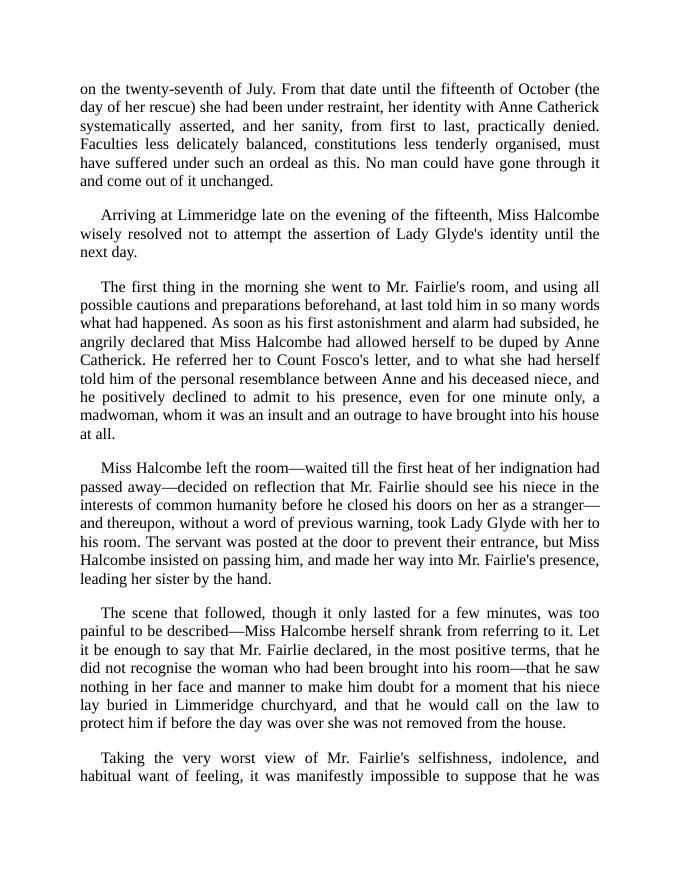 on the twenty-seventh of July. From that date until the fifteenth of October (the
day of her rescue) she had been under restraint, her identity with Anne Catherick
systematically asserted, and her sanity, from first to last, practically denied.
Faculties less delicately balanced, constitutions less tenderly organised, must
have suffered under such an ordeal as this. No man could have gone through it
and come out of it unchanged.
Arriving at Limmeridge late on the evening of the fifteenth, Miss Halcombe
wisely resolved not to attempt the assertion of Lady Glyde's identity until the
next day.
The first thing in the morning she went to Mr. Fairlie's room, and using all
possible cautions and preparations beforehand, at last told him in so many words
what had happened. As soon as his first astonishment and alarm had subsided, he
angrily declared that Miss Halcombe had allowed herself to be duped by Anne
Catherick. He referred her to Count Fosco's letter, and to what she had herself
told him of the personal resemblance between Anne and his deceased niece, and
he positively declined to admit to his presence, even for one minute only, a
madwoman, whom it was an insult and an outrage to have brought into his house
at all.
Miss Halcombe left the room—waited till the first heat of her indignation had
passed away—decided on reflection that Mr. Fairlie should see his niece in the
interests of common humanity before he closed his doors on her as a stranger—
and thereupon, without a word of previous warning, took Lady Glyde with her to
his room. The servant was posted at the door to prevent their entrance, but Miss
Halcombe insisted on passing him, and made her way into Mr. Fairlie's presence,
leading her sister by the hand.
The scene that followed, though it only lasted for a few minutes, was too
painful to be described—Miss Halcombe herself shrank from referring to it. Let
it be enough to say that Mr. Fairlie declared, in the most positive terms, that he
did not recognise the woman who had been brought into his room—that he saw
nothing in her face and manner to make him doubt for a moment that his niece
lay buried in Limmeridge churchyard, and that he would call on the law to
protect him if before the day was over she was not removed from the house.
Taking the very worst view of Mr. Fairlie's selfishness, indolence, and
habitual want of feeling, it was manifestly impossible to suppose that he was